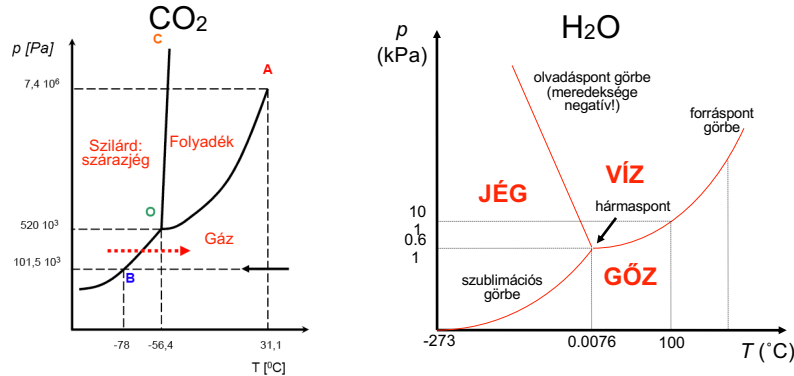 CO₂
p [Pa]
C
A
7,4 10⁶
Szilárd:
szárazjég
Folyadék
O
520 10³
Gáz
101,5 10³
B
-78
-56,4
31,1
T [⁰C]
H₂O
p
(kPa)
olvadáspont görbe
(meredeksége
negatív!)
forráspont
görbe
JÉG
VÍZ
hármaspont
10
1
0.6
1
GŐZ
szublimációs
görbe
-273
0.0076
100
T (˚C)